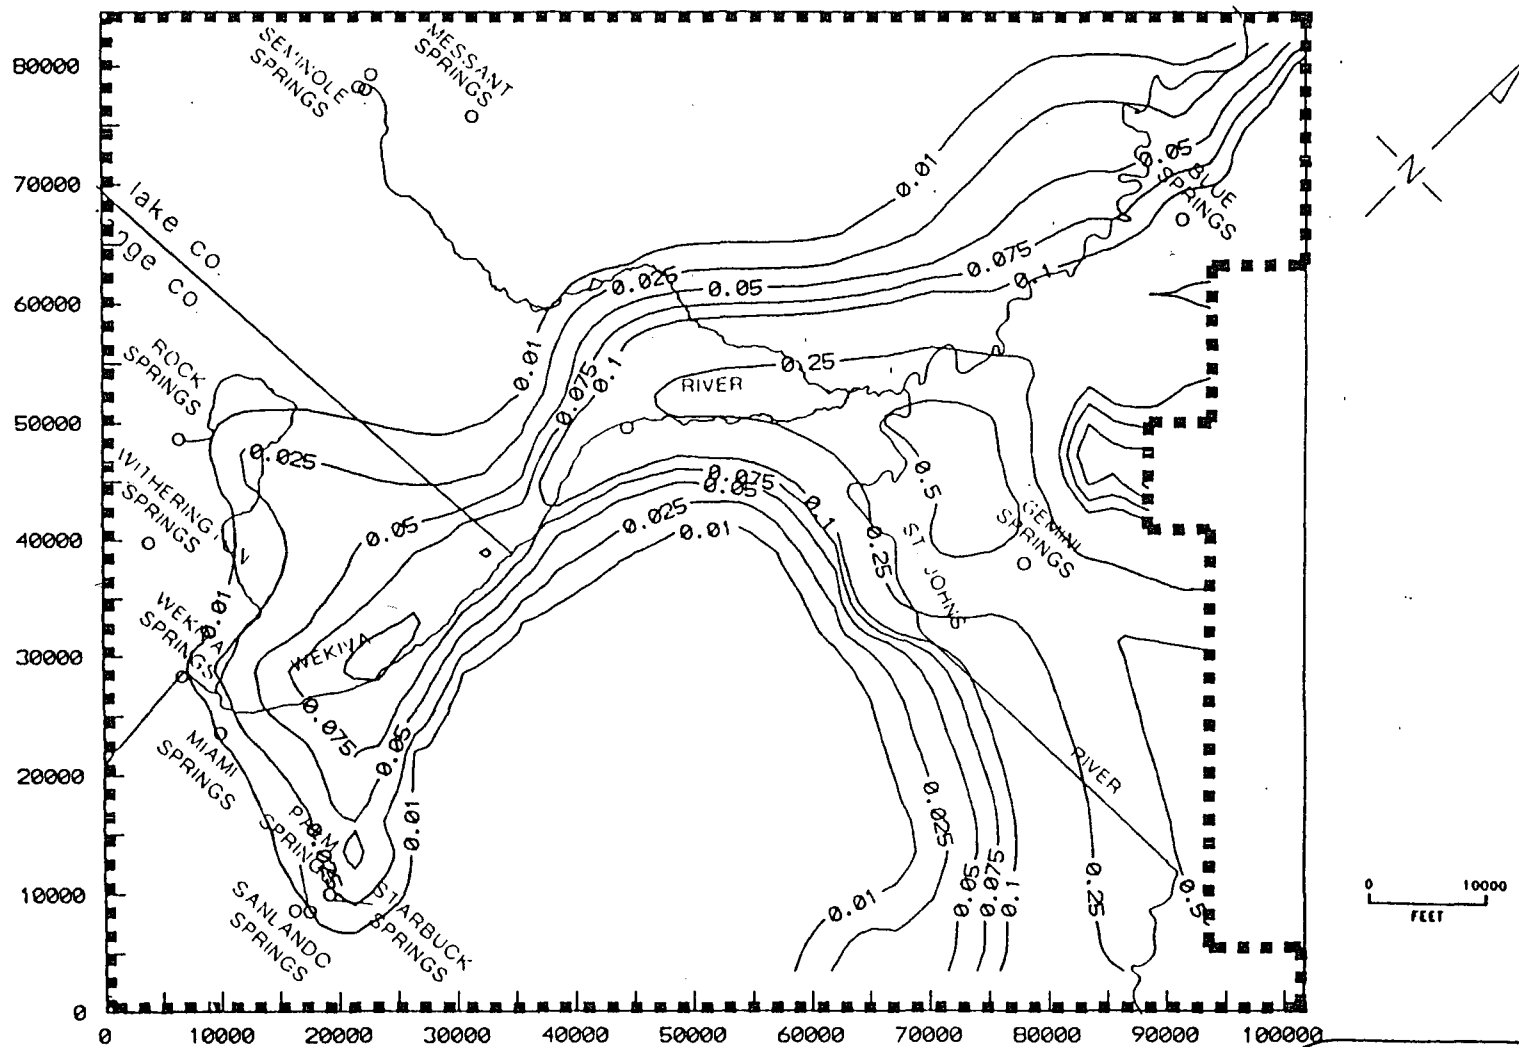 80000
70000
60000
50000
40000
30000
20000
10000
0
0 10000 20000 30000 40000 50000 60000 70000 80000 90000 100000
SEMINOLE
SPRINGS
MESSANT
SPRINGS
lake CO.
nge CO
ROCK
SPRINGS
SPRINGS
WEKIVA
SPRINGS
MIAMI
SPRINGS
PALM
SPRINGS
SANLANDO
SPRINGS
STARBUCK
SPRINGS
WEKIVA
RIVER
BLUE
SPRINGS
GEMINI
SPRINGS
ST. JOHNS
RIVER
0.01
0.05
0.025
0.05
0.075
0.1
0.01
0.075
0.1
0.25
0.025
0.05
0.075
0.05
0.025
0.01
0.1
0.25
0.5
0.01
0.075
0.05
0.01
0.01
0.025
0.05
0.075
0.1
0.25
0.5
N
0 10000
FEET